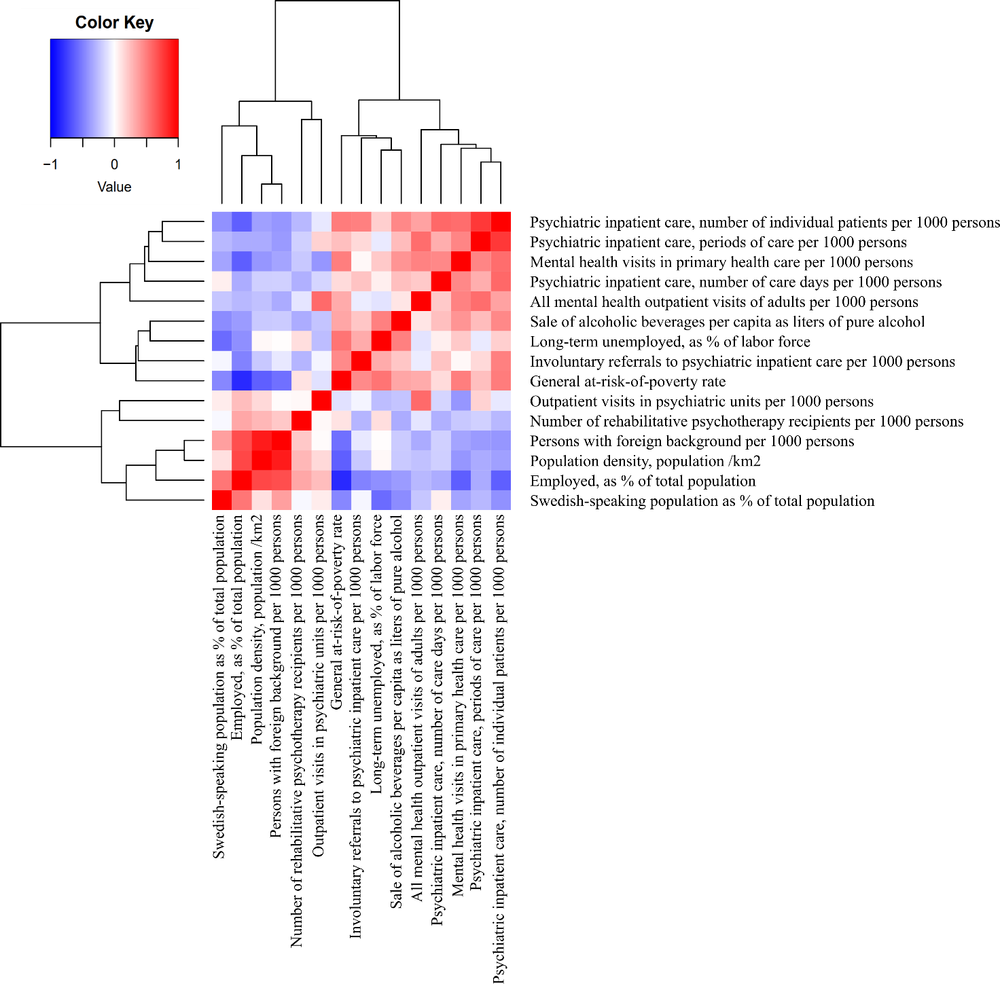 Color Key
−1 0 1
Value
Psychiatric inpatient care, number of individual patients per 1000 persons
Psychiatric inpatient care, periods of care per 1000 persons
Mental health visits in primary health care per 1000 persons
Psychiatric inpatient care, number of care days per 1000 persons
All mental health outpatient visits of adults per 1000 persons
Sale of alcoholic beverages per capita as liters of pure alcohol
Long-term unemployed, as % of labor force
Involuntary referrals to psychiatric inpatient care per 1000 persons
General at-risk-of-poverty rate
Outpatient visits in psychiatric units per 1000 persons
Number of rehabilitative psychotherapy recipients per 1000 persons
Persons with foreign background per 1000 persons
Population density, population /km2
Employed, as % of total population
Swedish-speaking population as % of total population
Swedish-speaking population as % of total population
Employed, as % of total population
Population density, population /km2
Persons with foreign background per 1000 persons
Number of rehabilitative psychotherapy recipients per 1000 persons
Outpatient visits in psychiatric units per 1000 persons
General at-risk-of-poverty rate
Involuntary referrals to psychiatric inpatient care per 1000 persons
Long-term unemployed, as % of labor force
Sale of alcoholic beverages per capita as liters of pure alcohol
All mental health outpatient visits of adults per 1000 persons
Psychiatric inpatient care, number of care days per 1000 persons
Mental health visits in primary health care per 1000 persons
Psychiatric inpatient care, periods of care per 1000 persons
Psychiatric inpatient care, number of individual patients per 1000 persons